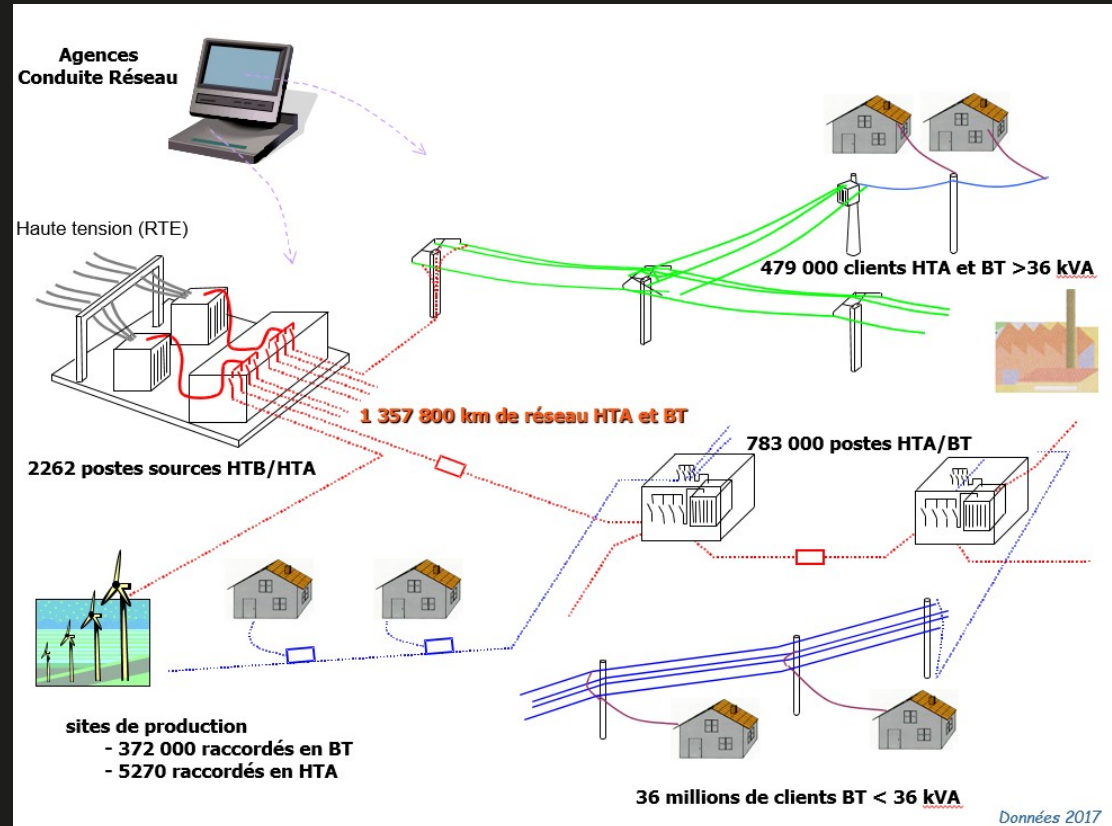 Agences
Conduite Réseau
Haute tension (RTE)
479 000 clients HTA et BT >36 kVA
1 357 800 km de réseau HTA et BT
783 000 postes HTA/BT
2262 postes sources HTB/HTA
sites de production
- 372 000 raccordés en BT
- 5270 raccordés en HTA
36 millions de clients BT < 36 kVA
Données 2017